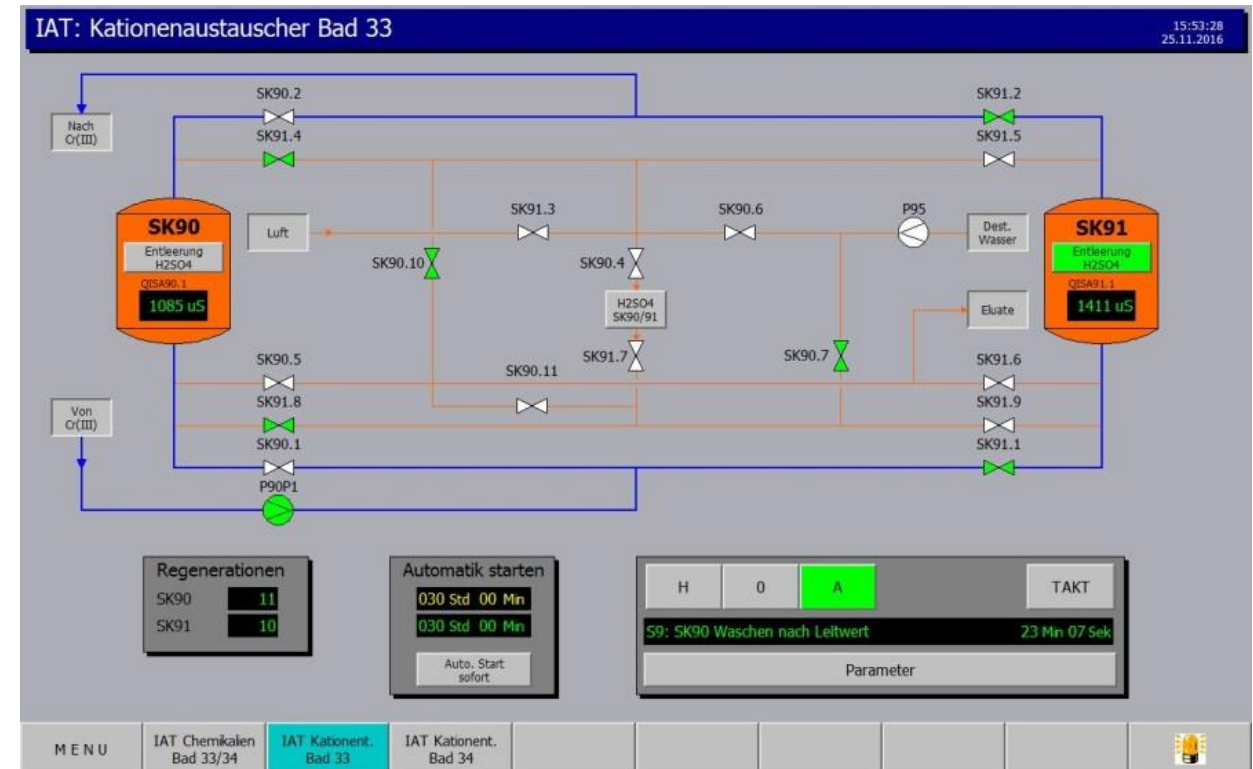 IAT: Kationenaustauscher Bad 33
15:53:28
25.11.2016
SK90.2
SK91.2
Nach
Cr(III)
SK91.4
SK91.5
SK90
Entleerung
H2SO4
QISA90.1
1085 uS
Luft
SK91.3
SK90.6
P95
Dest.
Wasser
SK91
Entleerung
H2SO4
QISA91.1
1411 uS
SK90.10
SK90.4
H2SO4
SK90/91
Eluate
SK91.7
SK90.7
SK90.5
SK90.11
SK91.6
Von
Cr(III)
SK91.8
SK91.9
SK90.1
SK91.1
P90P1
Regenerationen
SK90 11
SK91 10
Automatik starten
030 Std 00 Min
030 Std 00 Min
Auto. Start
sofort
H 0 A TAKT
S9: SK90 Waschen nach Leitwert 23 Min 07 Sek
Parameter
MENU
IAT Chemikalen
Bad 33/34
IAT Kationent.
Bad 33
IAT Kationent.
Bad 34